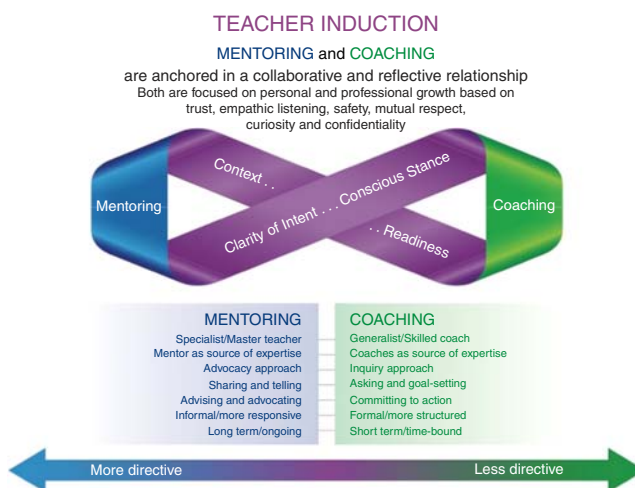 TEACHER INDUCTION
MENTORING and COACHING
are anchored in a collaborative and reflective relationship
Both are focused on personal and professional growth based on
trust, empathic listening, safety, mutual respect,
curiosity and confidentiality
Context . .
Clarity of Intent . . . Conscious Stance
. . Readiness
Mentoring
Coaching
MENTORING
Specialist/Master teacher
Mentor as source of expertise
Advocacy approach
Sharing and telling
Advising and advocating
Informal/more responsive
Long term/ongoing
COACHING
Generalist/Skilled coach
Coaches as source of expertise
Inquiry approach
Asking and goal-setting
Committing to action
Formal/more structured
Short term/time-bound
More directive
Less directive